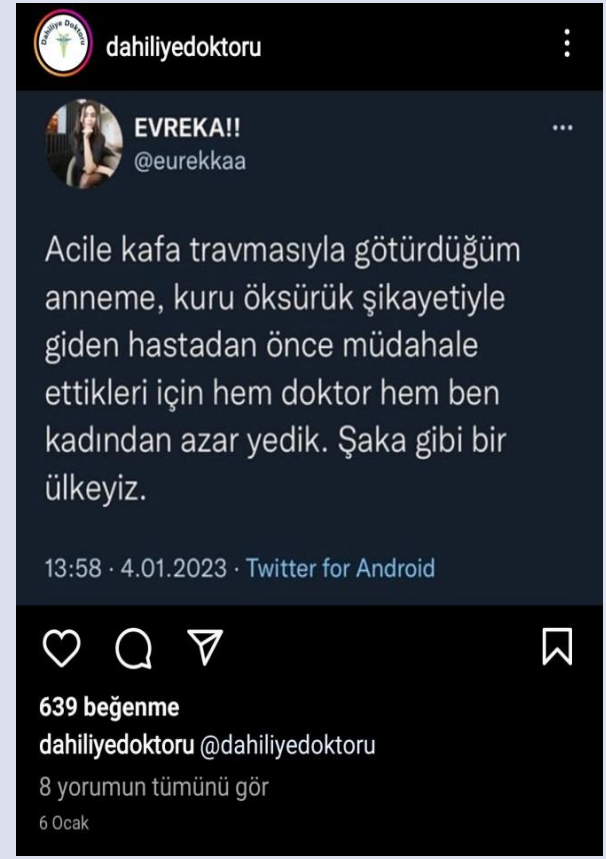 Dahiliye Doktoru
dahiliyedoktoru
EVREKA!!
@eurekkaa
Acile kafa travmasıyla götürdüğüm
anneme, kuru öksürük şikayetiyle
giden hastadan önce müdahale
ettikleri için hem doktor hem ben
kadından azar yedik. Şaka gibi bir
ülkeyiz.
13:58 · 4.01.2023 · Twitter for Android
639 beğenme
dahiliyedoktoru @dahiliyedoktoru
8 yorumun tümünü gör
6 Ocak